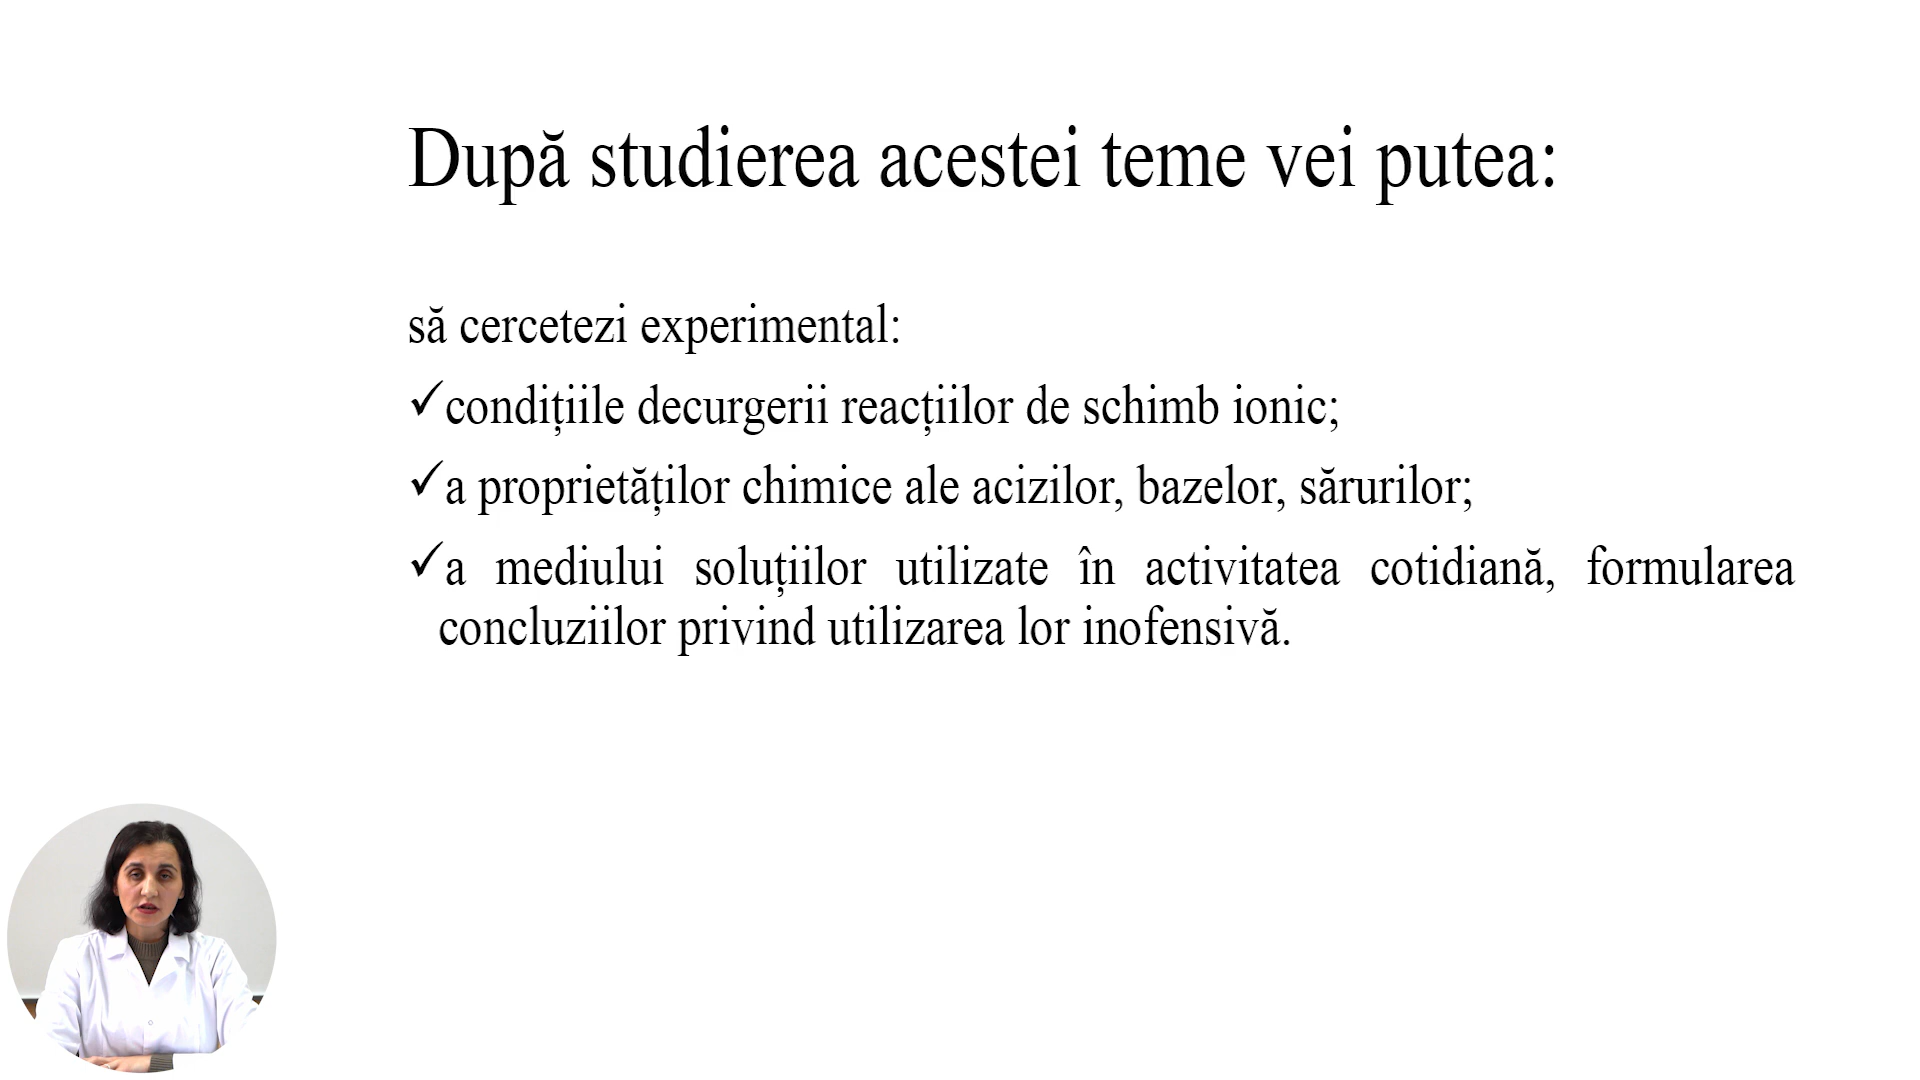 După studierea acestei teme vei putea:
să cercetezi experimental:
✓condițiile decurgerii reacțiilor de schimb ionic;
✓a proprietăților chimice ale acizilor, bazelor, sărurilor;
✓a mediului soluțiilor utilizate în activitatea cotidiană, formularea
concluziilor privind utilizarea lor inofensivă.